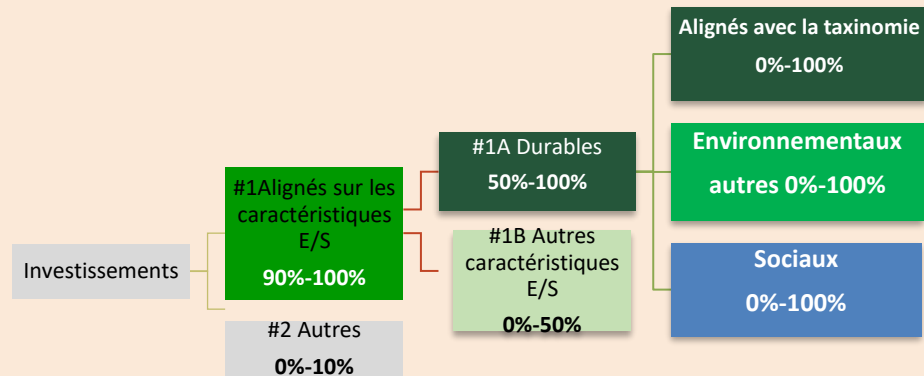 Investissements
#1Alignés sur les
caractéristiques
E/S
90%-100%
#2 Autres
0%-10%
#1A Durables
50%-100%
#1B Autres
caractéristiques
E/S
0%-50%
Alignés avec la taxinomie
0%-100%
Environnementaux
autres 0%-100%
Sociaux
0%-100%